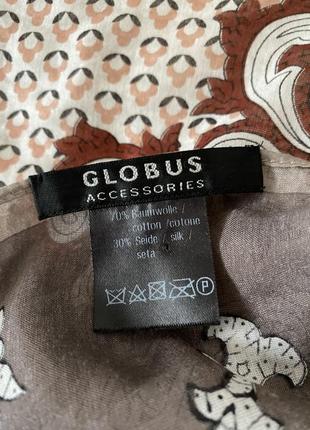 GLOBUS
ACCESSORIES
70% Baumwolle /
cotton /cotone
30% Seide / silk /
seta
P